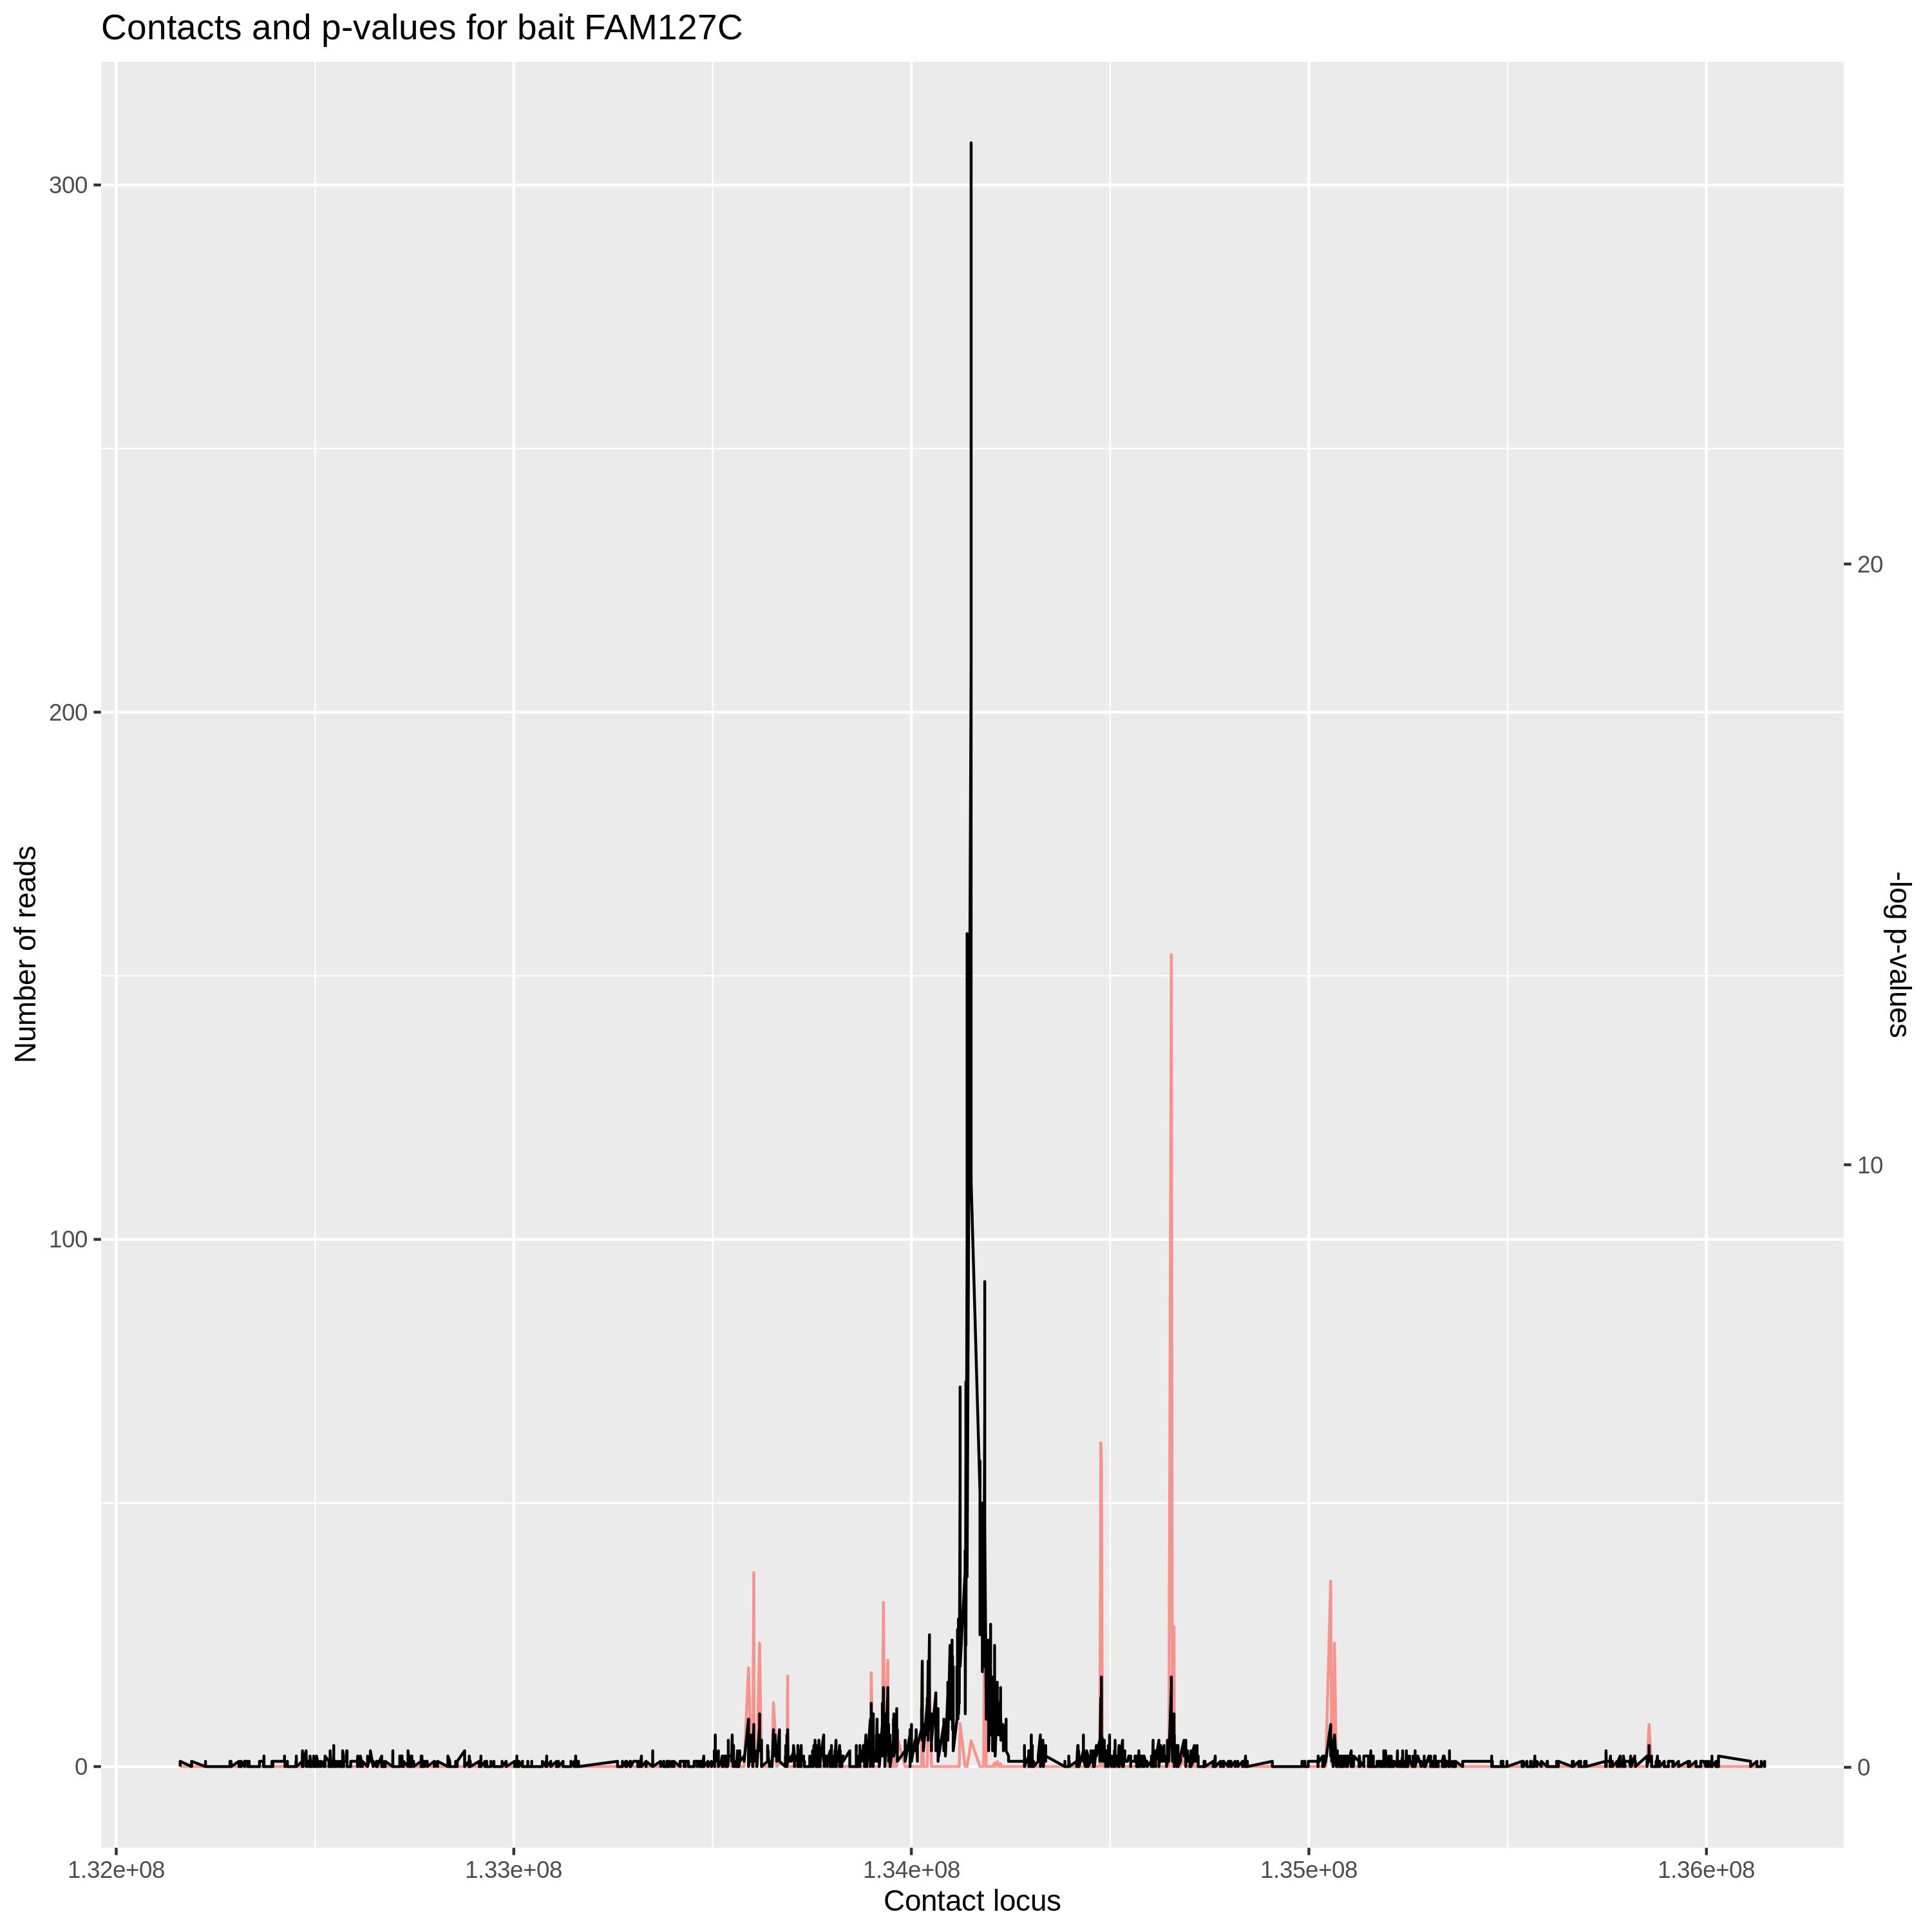 Contacts and p-values for bait FAM127C
300
200
100
0
Number of reads
20
10
0
-log p-values
1.32e+08
1.33e+08
1.34e+08
1.35e+08
1.36e+08
Contact locus